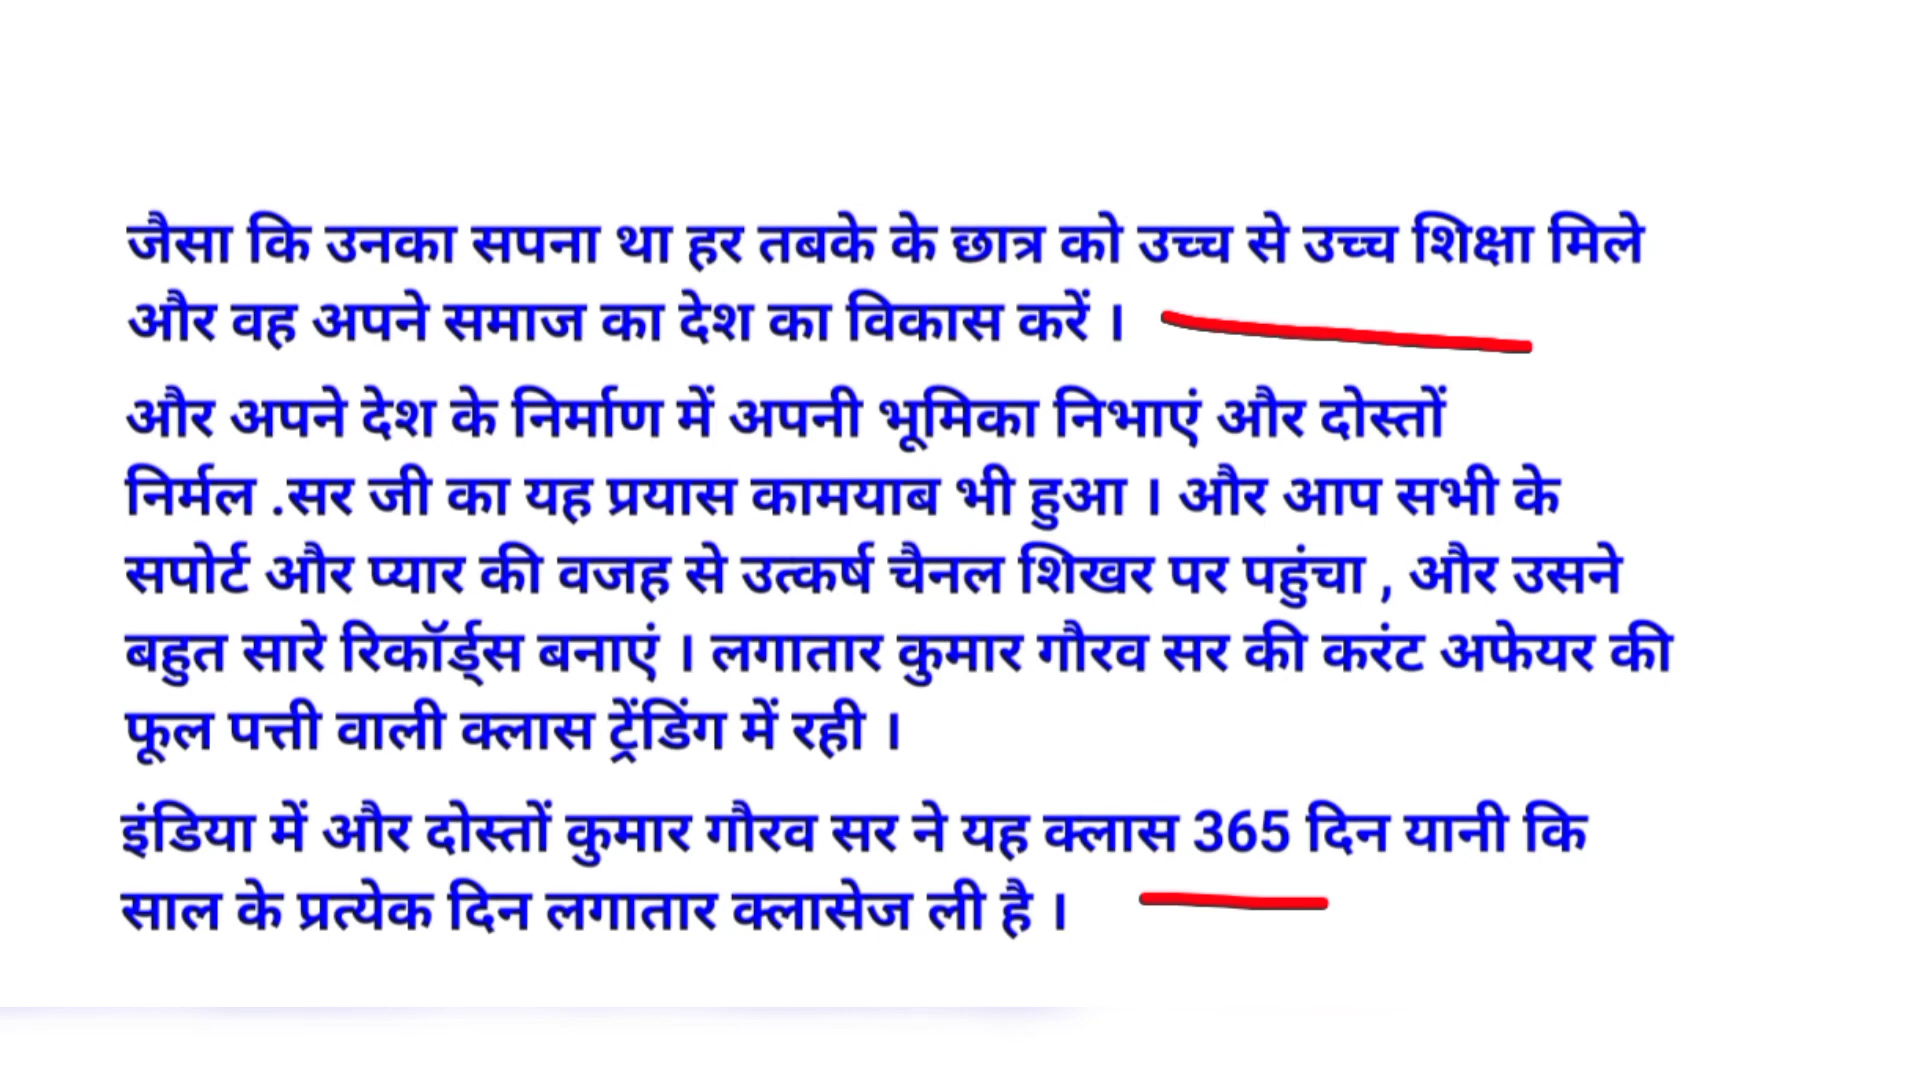 जैसा कि उनका सपना था हर तबके के छात्र को उच्च से उच्च शिक्षा मिले
और वह अपने समाज का देश का विकास करें ।
और अपने देश के निर्माण में अपनी भूमिका निभाएं और दोस्तों
निर्मल .सर जी का यह प्रयास कामयाब भी हुआ । और आप सभी के
सपोर्ट और प्यार की वजह से उत्कर्ष चैनल शिखर पर पहुंचा , और उसने
बहुत सारे रिकॉर्ड्स बनाएं । लगातार कुमार गौरव सर की करंट अफेयर की
फूल पत्ती वाली क्लास ट्रेंडिंग में रही ।
इंडिया में और दोस्तों कुमार गौरव सर ने यह क्लास 365 दिन यानी कि
साल के प्रत्येक दिन लगातार क्लासेज ली है ।